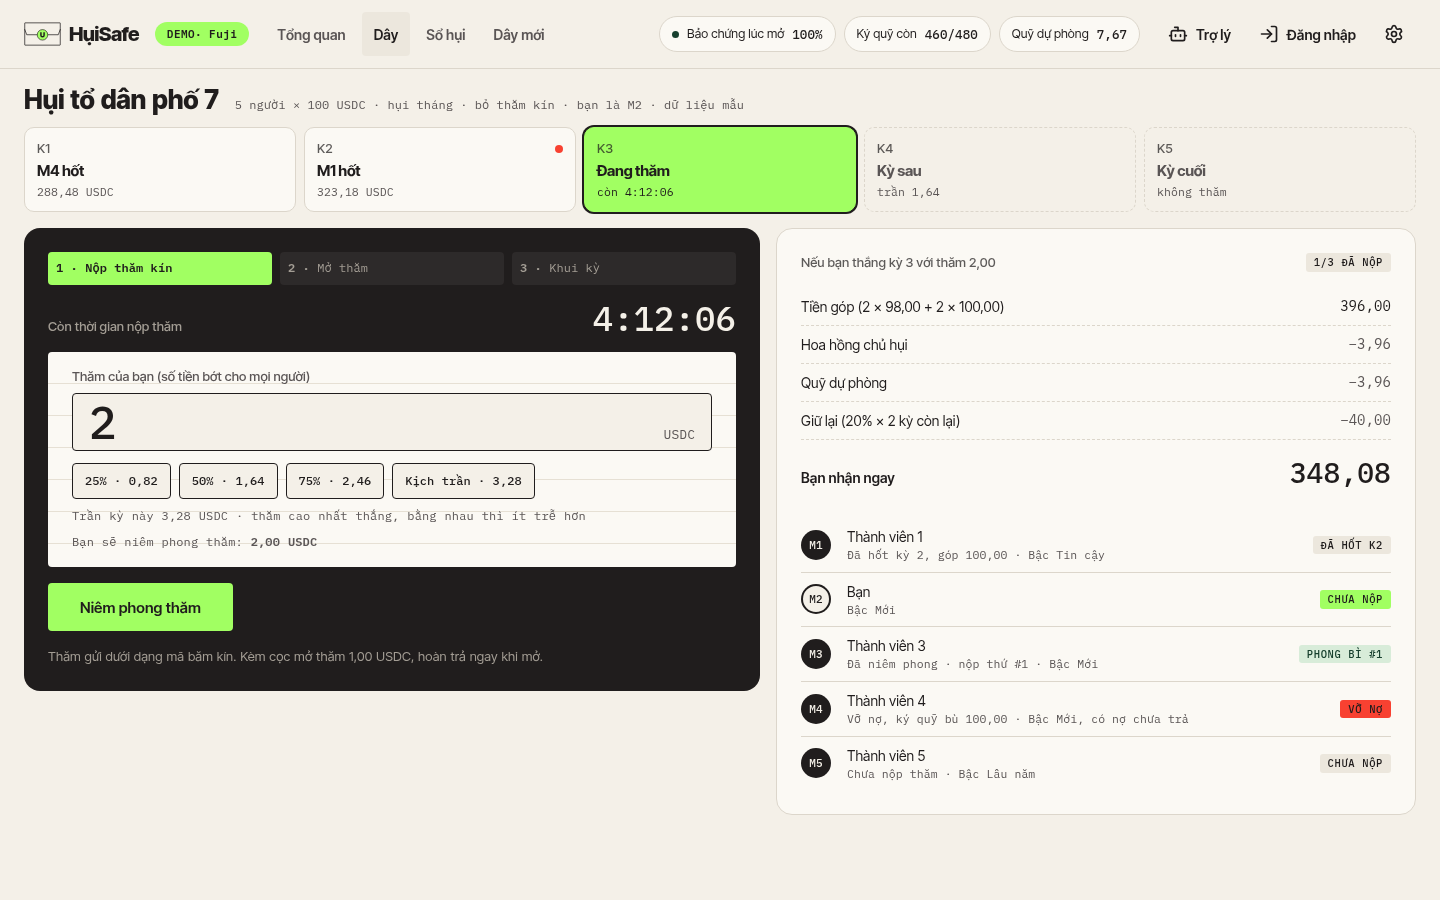 HụiSafe
DEMO· Fuji
Tổng quan
Dây
Sổ hụi
Dây mới
Bảo chứng lúc mở 100%
Ký quỹ còn 460/480
Quỹ dự phòng 7,67
Trợ lý
Đăng nhập
Hụi tổ dân phố 7
5 người × 100 USDC · hụi tháng · bỏ thăm kín · bạn là M2 · dữ liệu mẫu
K1
M4 hốt
288,48 USDC
K2
M1 hốt
323,18 USDC
K3
Đang thăm
còn 4:12:06
K4
Kỳ sau
trần 1,64
K5
Kỳ cuối
không thăm
1 · Nộp thăm kín
2 · Mở thăm
3 · Khui kỳ
Còn thời gian nộp thăm
4:12:06
Thăm của bạn (số tiền bớt cho mọi người)
2
USDC
25% · 0,82
50% · 1,64
75% · 2,46
Kịch trần · 3,28
Trần kỳ này 3,28 USDC · thăm cao nhất thắng, bằng nhau thì ít trễ hơn
Bạn sẽ niêm phong thăm: 2,00 USDC
Niêm phong thăm
Thăm gửi dưới dạng mã băm kín. Kèm cọc mở thăm 1,00 USDC, hoàn trả ngay khi mở.
Nếu bạn thắng kỳ 3 với thăm 2,00
1/3 ĐÃ NỘP
Tiền góp (2 × 98,00 + 2 × 100,00)
396,00
Hoa hồng chủ hụi
−3,96
Quỹ dự phòng
−3,96
Giữ lại (20% × 2 kỳ còn lại)
−40,00
Bạn nhận ngay
348,08
M1
Thành viên 1
Đã hốt kỳ 2, góp 100,00 · Bậc Tin cậy
ĐÃ HỐT K2
M2
Bạn
Bậc Mới
CHƯA NỘP
M3
Thành viên 3
Đã niêm phong · nộp thứ #1 · Bậc Mới
PHONG BÌ #1
M4
Thành viên 4
Vỡ nợ, ký quỹ bù 100,00 · Bậc Mới, có nợ chưa trả
VỠ NỢ
M5
Thành viên 5
Chưa nộp thăm · Bậc Lâu năm
CHƯA NỘP